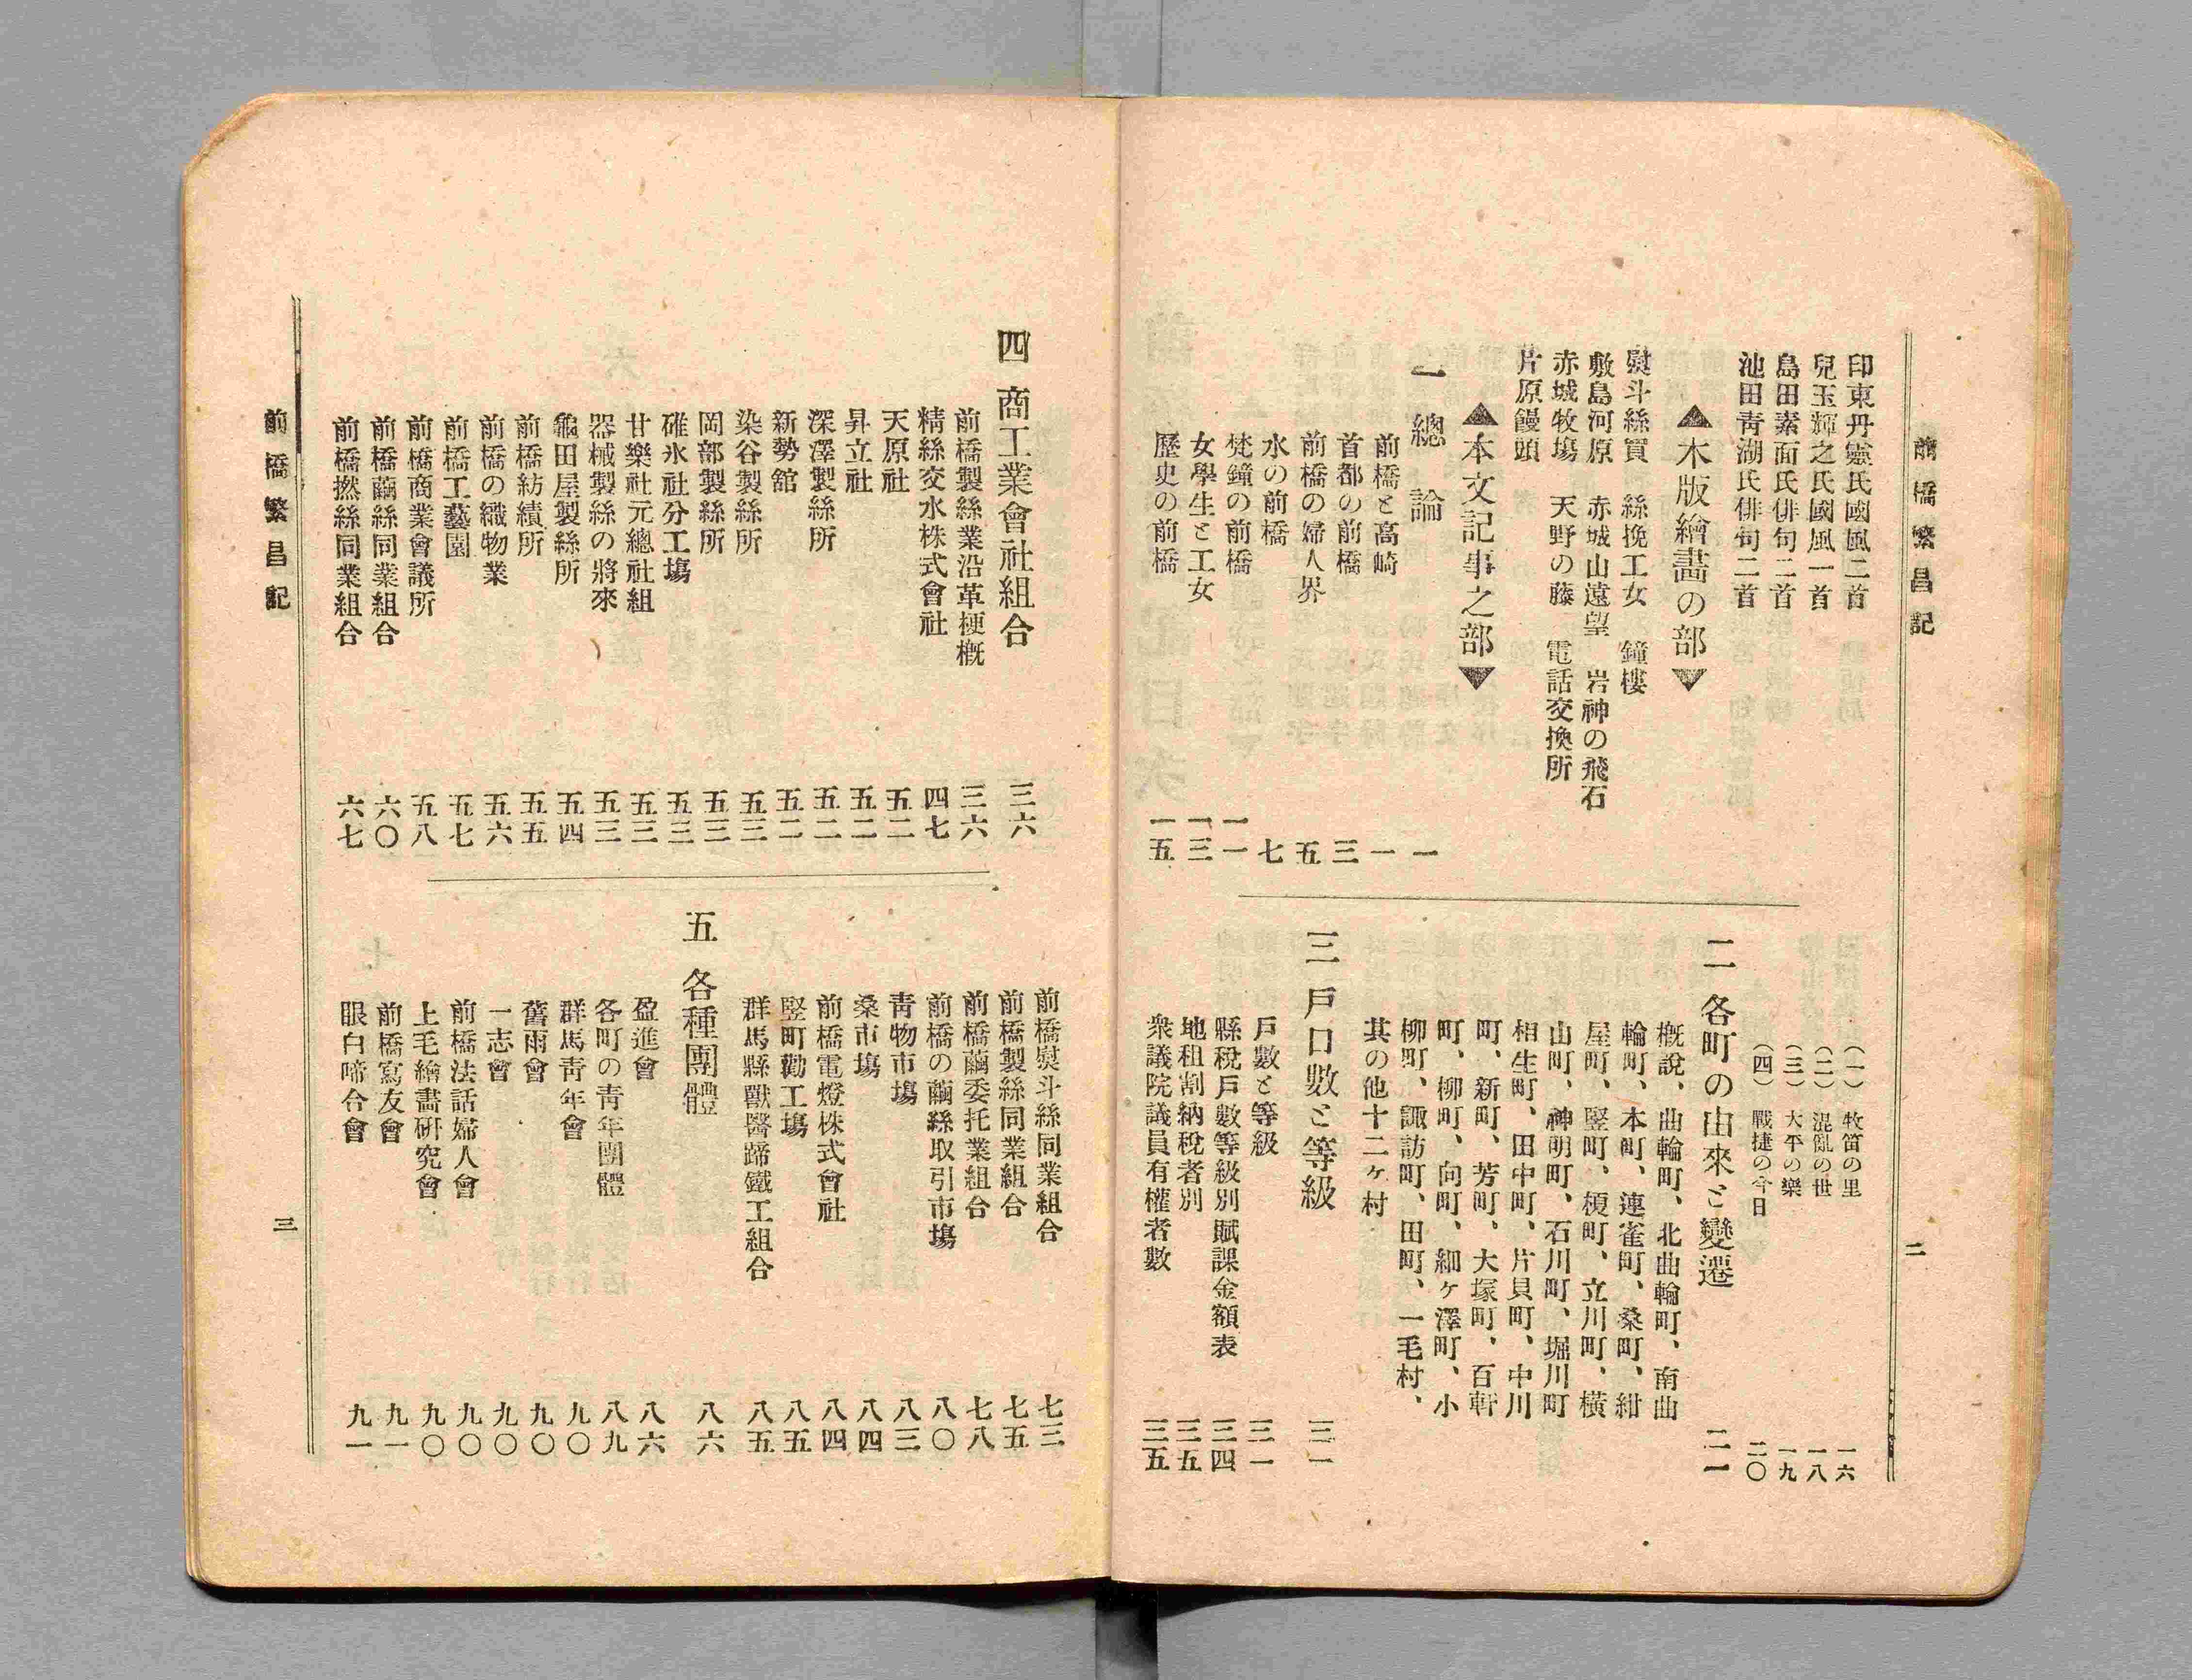 前橋繁昌記
二
印東丹靈氏國風二首
兒玉輝之氏國風一首
島田素面氏俳句二首
池田靑湖氏俳句二首
▲木版繪畵の部▼
熨斗絲買　絲挽工女　鐘樓
敷島河原　赤城山遠望　岩神の飛石
赤城牧塲　天野の藤　電話交換所
片原饅頭
▲本文記事之部▼
一　總論　一
前橋と高崎　一
首都の前橋　三
前橋の婦人界　五
水の前橋　七
梵鐘の前橋　一一
女學生と工女　一三
歷史の前橋　一五
（一）牧笛の里　一六
（二）混亂の世　一八
（三）大平の樂　一九
（四）戰捷の今日　二〇
二　各町の由來と變遷　二一
槪說、曲輪町、北曲輪町、南曲
輪町、本町、連雀町、桑町、紺
屋町、竪町、榎町、立川町、橫
山町、神明町、石川町、堀川町
相生町、田中町、片貝町、中川
町、新町、芳町、大塚町、百軒
町、柳町、向町、細ヶ澤町、小
柳町、諏訪町、田町、一毛村、
其の他十二ヶ村
三　戶口數と等級　三一
戶數と等級　三一
縣稅戶數等級別賦課金額表　三四
地租割納稅者別　三五
衆議院議員有權者數　三五
四　商工業會社組合　三六
前橋製絲業沿革梗槪　三六
精絲交水株式會社　四七
天原社　五二
昇立社　五二
深澤製絲所　五二
新勢舘　五二
染谷製絲所　五三
岡部製絲所　五三
碓氷社分工塲　五三
甘樂社元總社組　五三
器械製絲の將來　五三
龜田屋製絲所　五四
前橋紡績所　五五
前橋の織物業　五六
前橋工藝園　五七
前橋商業會議所　五八
前橋繭絲同業組合　六〇
前橋撚絲同業組合　六七
前橋熨斗絲同業組合　七三
前橋製絲同業組合　七五
前橋繭委托業組合　七八
前橋の繭絲取引市塲　八〇
靑物市塲　八三
桑市塲　八四
前橋電燈株式會社　八四
竪町勸工塲　八五
群馬縣獸醫蹄鐵工組合　八五
五　各種團體　八六
盈進會　八六
各町の靑年團體　八九
群馬靑年會　九〇
舊雨會　九〇
一志會　九〇
前橋法話婦人會　九〇
上毛繪畵硏究會　九〇
前橋寫友會　九一
眼白啼合會　九一
前橋繁昌記
三